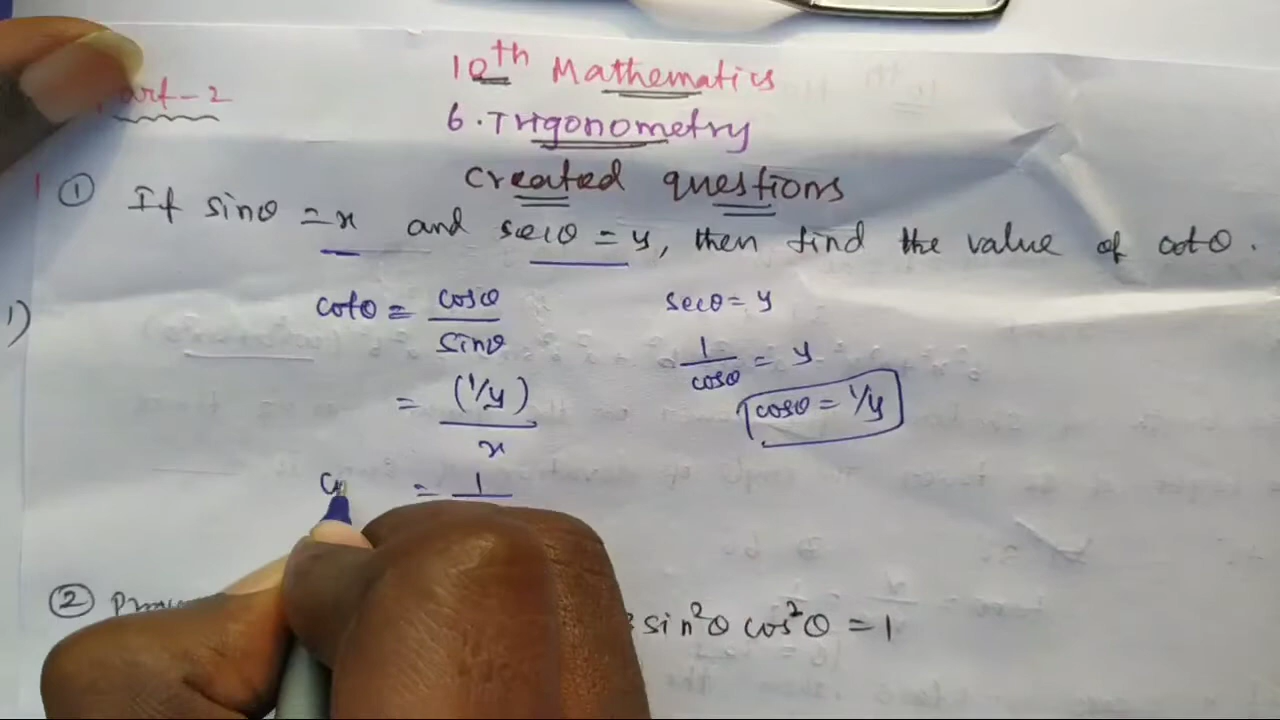 10th Mathematics
Part-2
6. Trigonometry
Created questions
1 ① If sinθ = x and secθ = y, then find the value of cotθ.
1)
cotθ = cosθ/sinθ
= (1/y)/x
= 1
secθ = y
1/cosθ = y
cosθ = 1/y
②
sin²θ cos²θ = 1